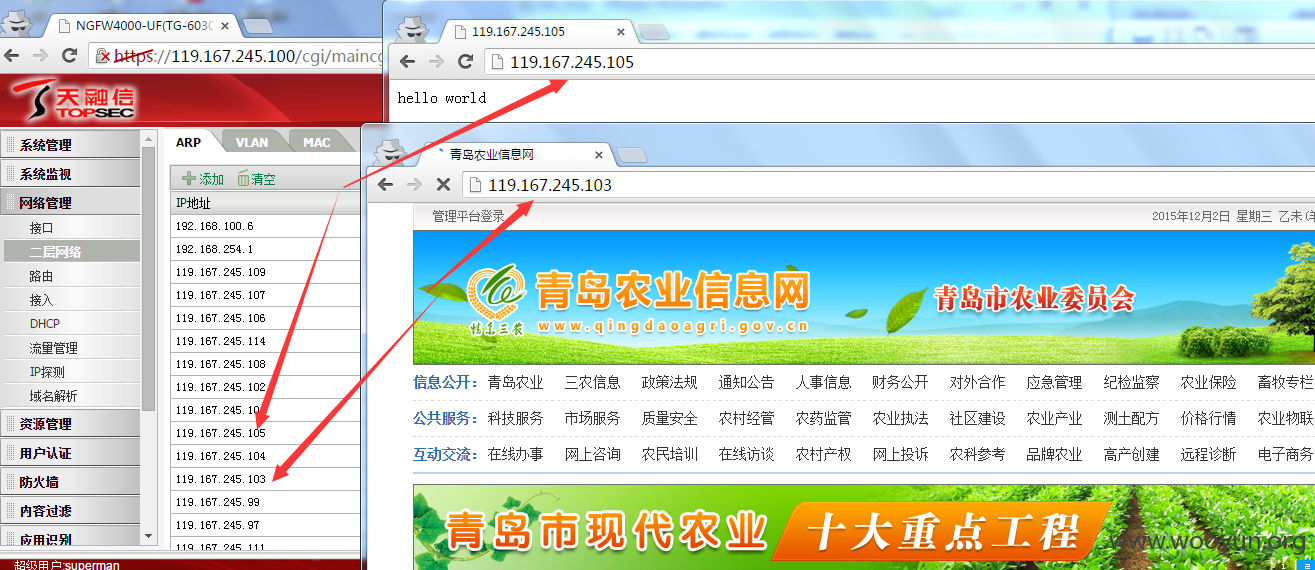 NGFW4000-UF(TG-603
https://119.167.245.100/cgi/mainc
天融信
TOPSEC
系统管理
系统监视
网络管理
接口
二层网络
路由
接入
DHCP
流量管理
IP探测
域名解析
资源管理
用户认证
防火墙
内容过滤
应用识别
超级用户:superman
ARP VLAN MAC
添加 清空
IP地址
192.168.100.6
192.168.254.1
119.167.245.109
119.167.245.107
119.167.245.106
119.167.245.114
119.167.245.108
119.167.245.102
119.167.245.10
119.167.245.105
119.167.245.104
119.167.245.103
119.167.245.99
119.167.245.97
119.167.245.111
119.167.245.105
119.167.245.105
hello world
青岛农业信息网
119.167.245.103
管理平台登录 2015年12月2日 星期三 乙未(羊
青岛农业信息网
www.qingdaoagri.gov.cn
情系三农
青岛市农业委员会
信息公开: 青岛农业 三农信息 政策法规 通知公告 人事信息 财务公开 对外合作 应急管理 纪检监察 农业保险 畜牧专栏
公共服务: 科技服务 市场服务 质量安全 农村经管 农药监管 农业执法 社区建设 农业产业 测土配方 价格行情 农业物联
互动交流: 在线办事 网上咨询 农民培训 在线访谈 农村产权 网上投诉 农科参考 品牌农业 高产创建 远程诊断 电子商务
青岛市现代农业 十大重点工程
www.wooyun.org
1 2